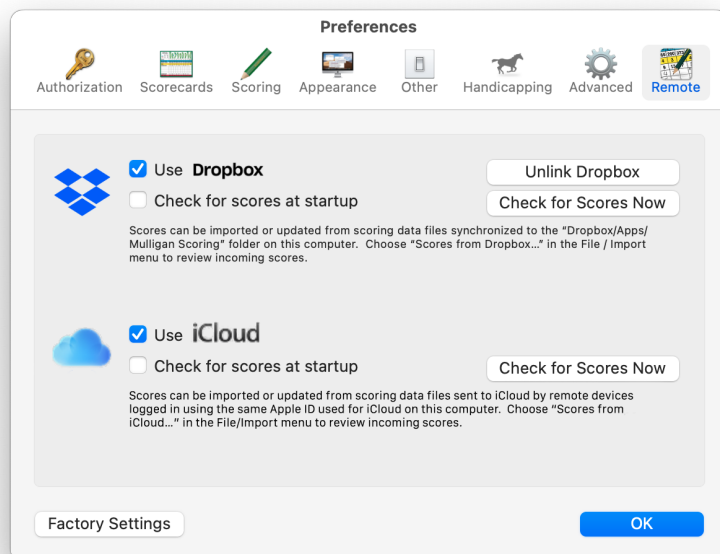 Preferences
Authorization Scorecards Scoring Appearance Other Handicapping Advanced Remote
Use Dropbox Unlink Dropbox
Check for scores at startup Check for Scores Now
Scores can be imported or updated from scoring data files synchronized to the “Dropbox/Apps/
Mulligan Scoring” folder on this computer. Choose “Scores from Dropbox...” in the File / Import
menu to review incoming scores.
Use iCloud
Check for scores at startup Check for Scores Now
Scores can be imported or updated from scoring data files sent to iCloud by remote devices
logged in using the same Apple ID used for iCloud on this computer. Choose “Scores from
iCloud...“ in the File/Import menu to review incoming scores.
Factory Settings OK